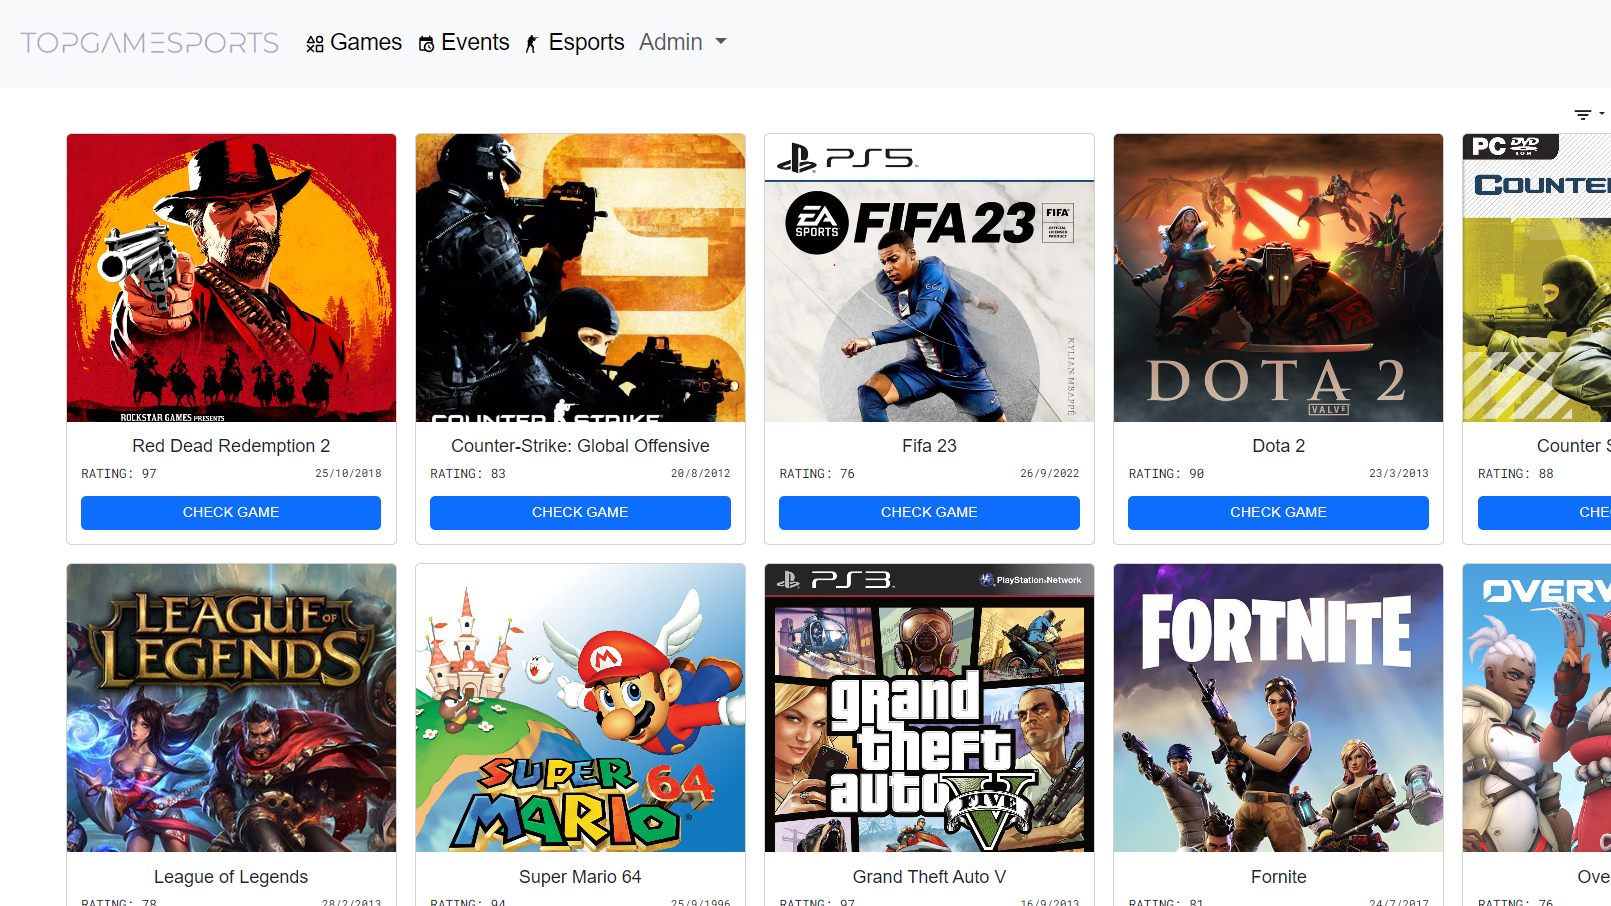 TOPGAMESPORTS
Games
Events
Esports
Admin
PS5
EA SPORTS
FIFA 23
FIFA
OFFICIAL LICENSED PRODUCT
GOAT
KYLIAN MBAPPÉ
ROCKSTAR GAMES PRESENTS
COUNTER STRIKE
DOTA 2
VALVE
PC DVD
ROM
COUNTE
Red Dead Redemption 2
RATING: 97
25/10/2018
CHECK GAME
Counter-Strike: Global Offensive
RATING: 83
20/8/2012
CHECK GAME
Fifa 23
RATING: 76
26/9/2022
CHECK GAME
Dota 2
RATING: 90
23/3/2013
CHECK GAME
Counter S
RATING: 88
CHE
LEAGUE OF
LEGENDS
SUPER
MARIO 64
PS3
PlayStation Network
grand
theft
auto V
FIVE
FORTNITE
OVERW
League of Legends
RATING: 78
28/2/2013
Super Mario 64
RATING: 94
25/9/1996
Grand Theft Auto V
RATING: 97
16/9/2013
Fornite
RATING: 81
24/7/2017
Ove
RATING: 76